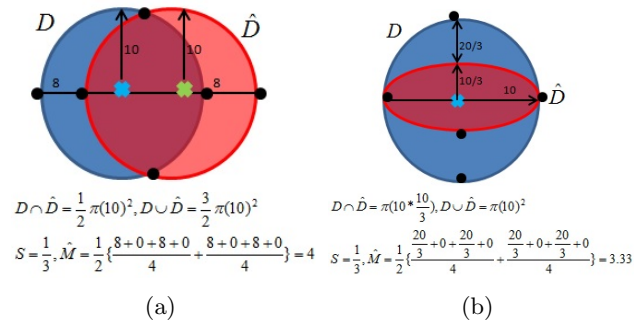 D
D̂
10
10
8
8
D ∩ D̂ = 1/2 π(10)², D ∪ D̂ = 3/2 π(10)²
S = 1/3, M̂ = 1/2 { (8+0+8+0)/4 + (8+0+8+0)/4 } = 4
(a)
D
20/3
10/3
10
D̂
D ∩ D̂ = π(10 * 10/3), D ∪ D̂ = π(10)²
S = 1/3, M̂ = 1/2 { (20/3 + 0 + 20/3 + 0)/4 + (20/3 + 0 + 20/3 + 0)/4 } = 3.33
(b)